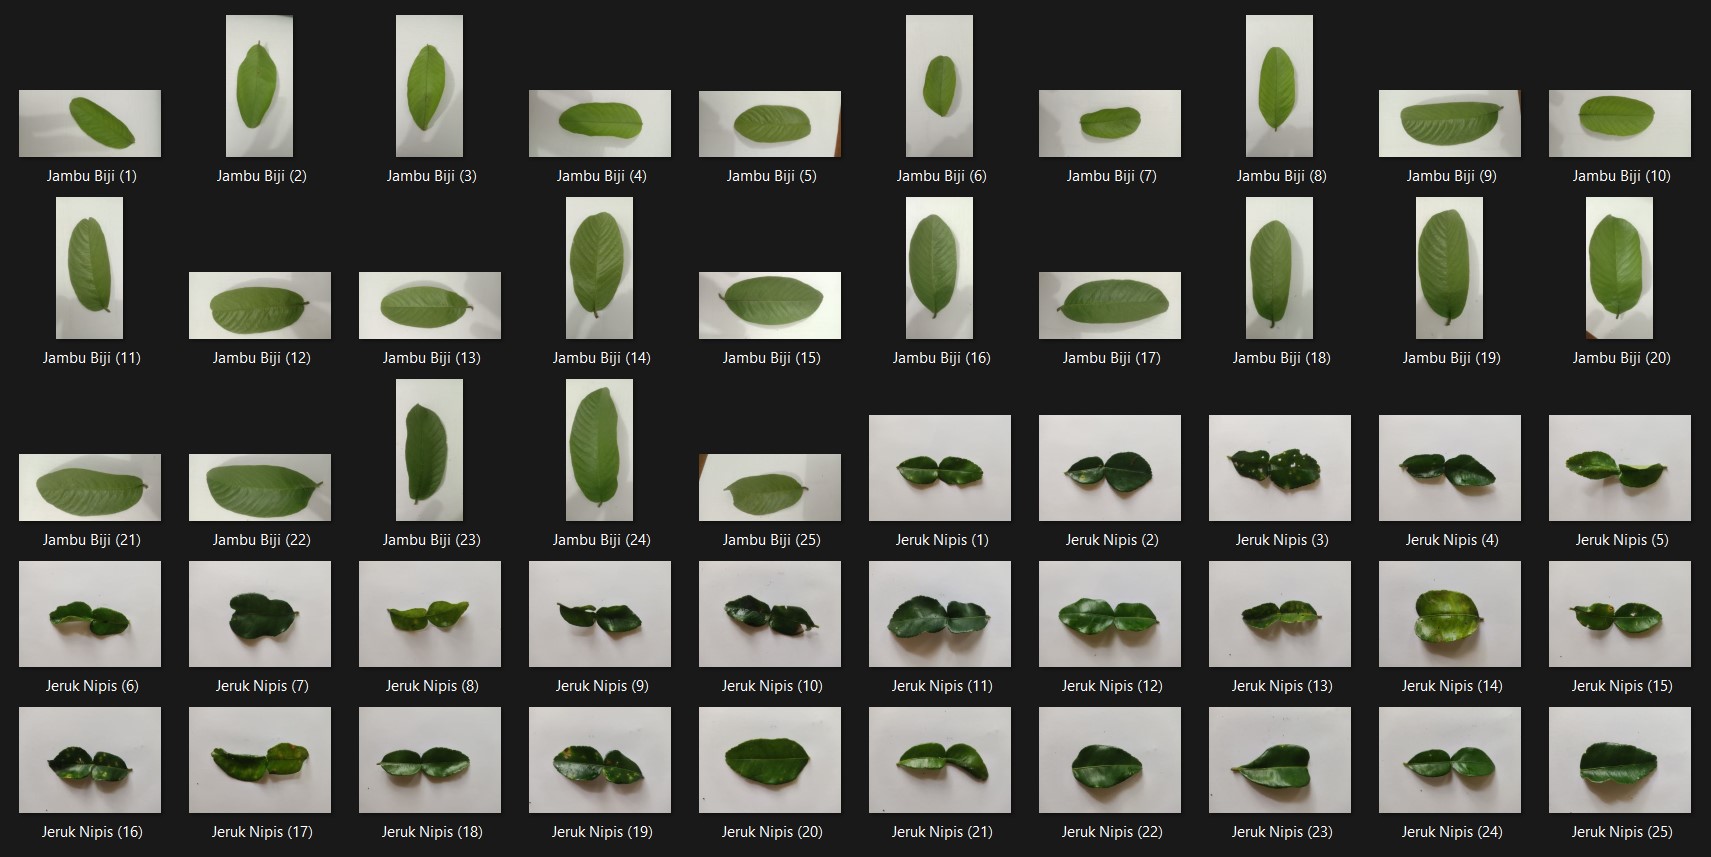 Jambu Biji (1) Jambu Biji (2) Jambu Biji (3) Jambu Biji (4) Jambu Biji (5) Jambu Biji (6) Jambu Biji (7) Jambu Biji (8) Jambu Biji (9) Jambu Biji (10)
Jambu Biji (11) Jambu Biji (12) Jambu Biji (13) Jambu Biji (14) Jambu Biji (15) Jambu Biji (16) Jambu Biji (17) Jambu Biji (18) Jambu Biji (19) Jambu Biji (20)
Jambu Biji (21) Jambu Biji (22) Jambu Biji (23) Jambu Biji (24) Jambu Biji (25) Jeruk Nipis (1) Jeruk Nipis (2) Jeruk Nipis (3) Jeruk Nipis (4) Jeruk Nipis (5)
Jeruk Nipis (6) Jeruk Nipis (7) Jeruk Nipis (8) Jeruk Nipis (9) Jeruk Nipis (10) Jeruk Nipis (11) Jeruk Nipis (12) Jeruk Nipis (13) Jeruk Nipis (14) Jeruk Nipis (15)
Jeruk Nipis (16) Jeruk Nipis (17) Jeruk Nipis (18) Jeruk Nipis (19) Jeruk Nipis (20) Jeruk Nipis (21) Jeruk Nipis (22) Jeruk Nipis (23) Jeruk Nipis (24) Jeruk Nipis (25)